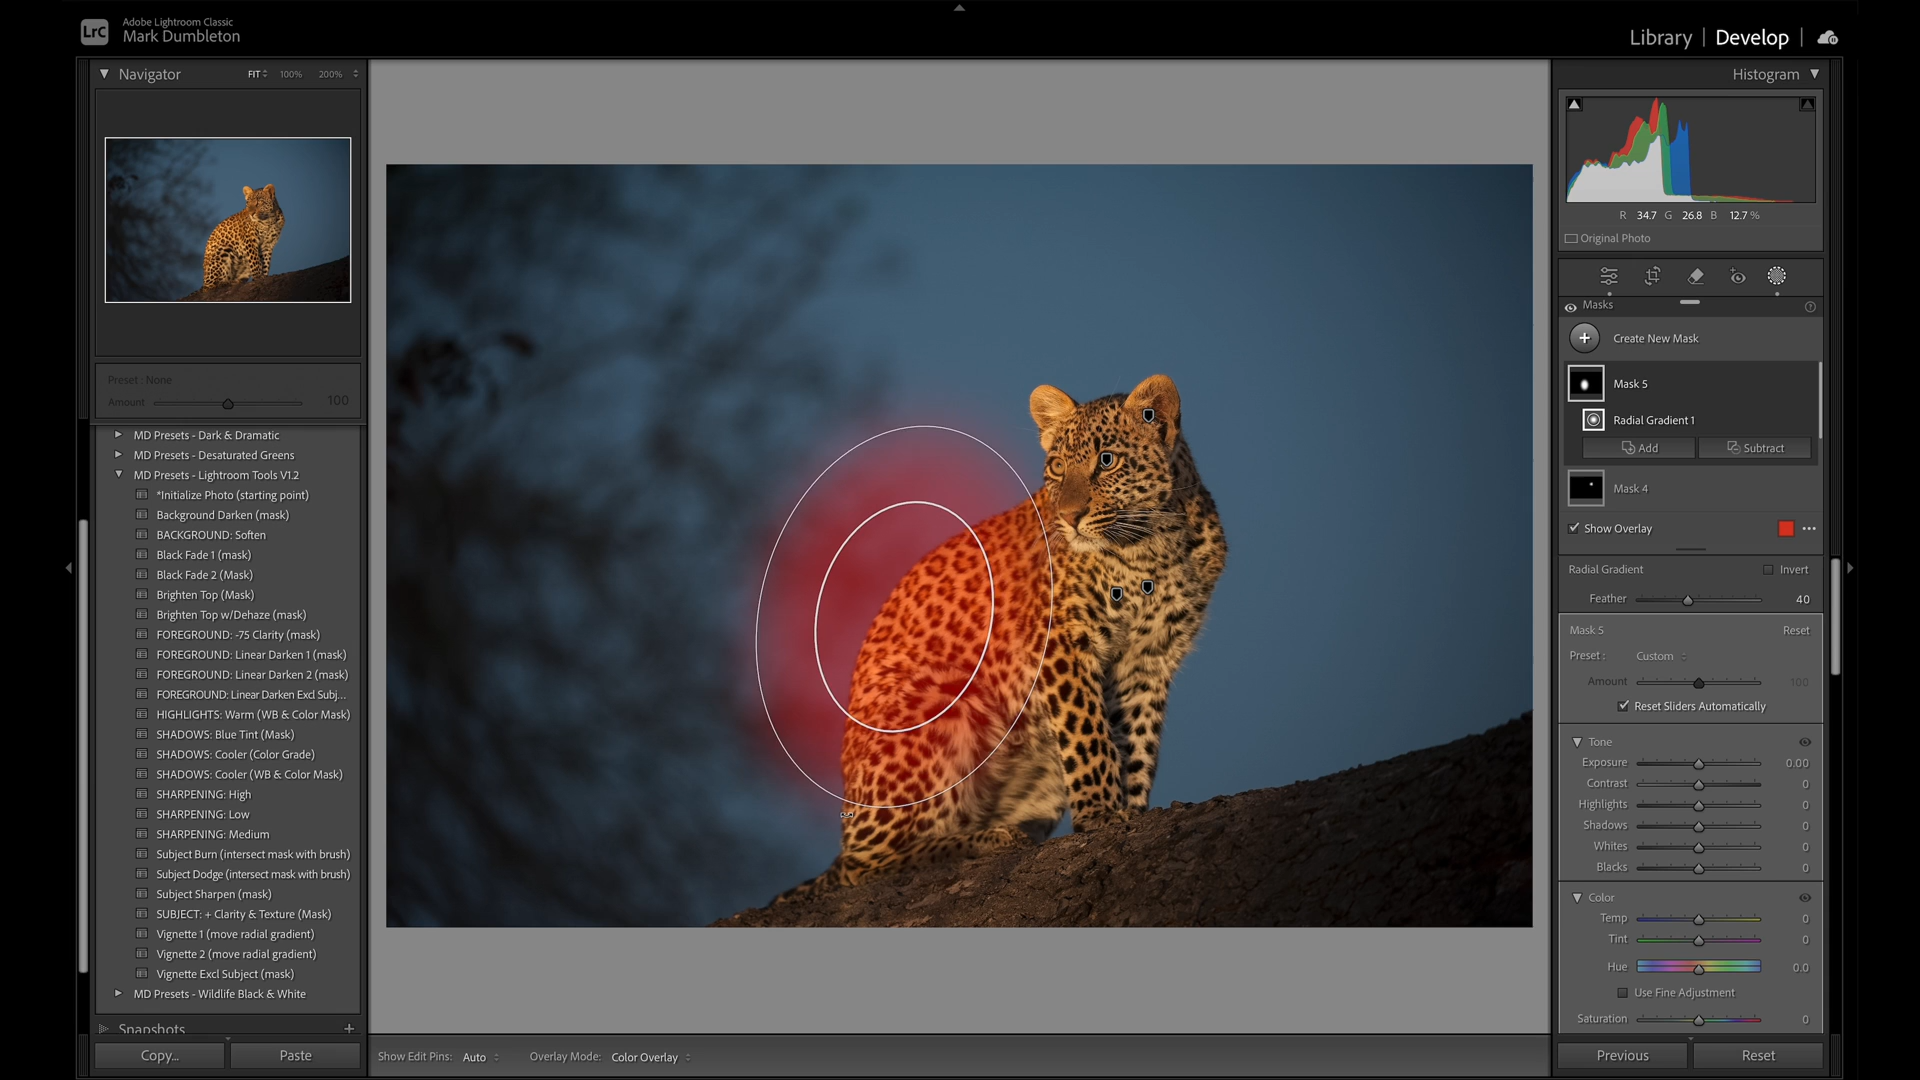 LrC
Adobe Lightroom Classic
Mark Dumbleton
Library | Develop |
Navigator FIT 100% 200%
Preset : None
Amount 100
MD Presets - Dark & Dramatic
MD Presets - Desaturated Greens
MD Presets - Lightroom Tools V1.2
*Initialize Photo (starting point)
Background Darken (mask)
BACKGROUND: Soften
Black Fade 1 (mask)
Black Fade 2 (Mask)
Brighten Top (Mask)
Brighten Top w/Dehaze (mask)
FOREGROUND: -75 Clarity (mask)
FOREGROUND: Linear Darken 1 (mask)
FOREGROUND: Linear Darken 2 (mask)
FOREGROUND: Linear Darken Excl Subj...
HIGHLIGHTS: Warm (WB & Color Mask)
SHADOWS: Blue Tint (Mask)
SHADOWS: Cooler (Color Grade)
SHADOWS: Cooler (WB & Color Mask)
SHARPENING: High
SHARPENING: Low
SHARPENING: Medium
Subject Burn (intersect mask with brush)
Subject Dodge (intersect mask with brush)
Subject Sharpen (mask)
SUBJECT: + Clarity & Texture (Mask)
Vignette 1 (move radial gradient)
Vignette 2 (move radial gradient)
Vignette Excl Subject (mask)
MD Presets - Wildlife Black & White
Snapshots +
Copy... Paste
Show Edit Pins: Auto Overlay Mode: Color Overlay
Histogram
R 34.7 G 26.8 B 12.7 %
Original Photo
Masks
Create New Mask
Mask 5
Radial Gradient 1
Add Subtract
Mask 4
Show Overlay
Radial Gradient Invert
Feather 40
Mask 5 Reset
Preset : Custom
Amount 100
Reset Sliders Automatically
Tone
Exposure 0.00
Contrast 0
Highlights 0
Shadows 0
Whites 0
Blacks 0
Color
Temp 0
Tint 0
Hue 0.0
Use Fine Adjustment
Saturation 0
Previous Reset